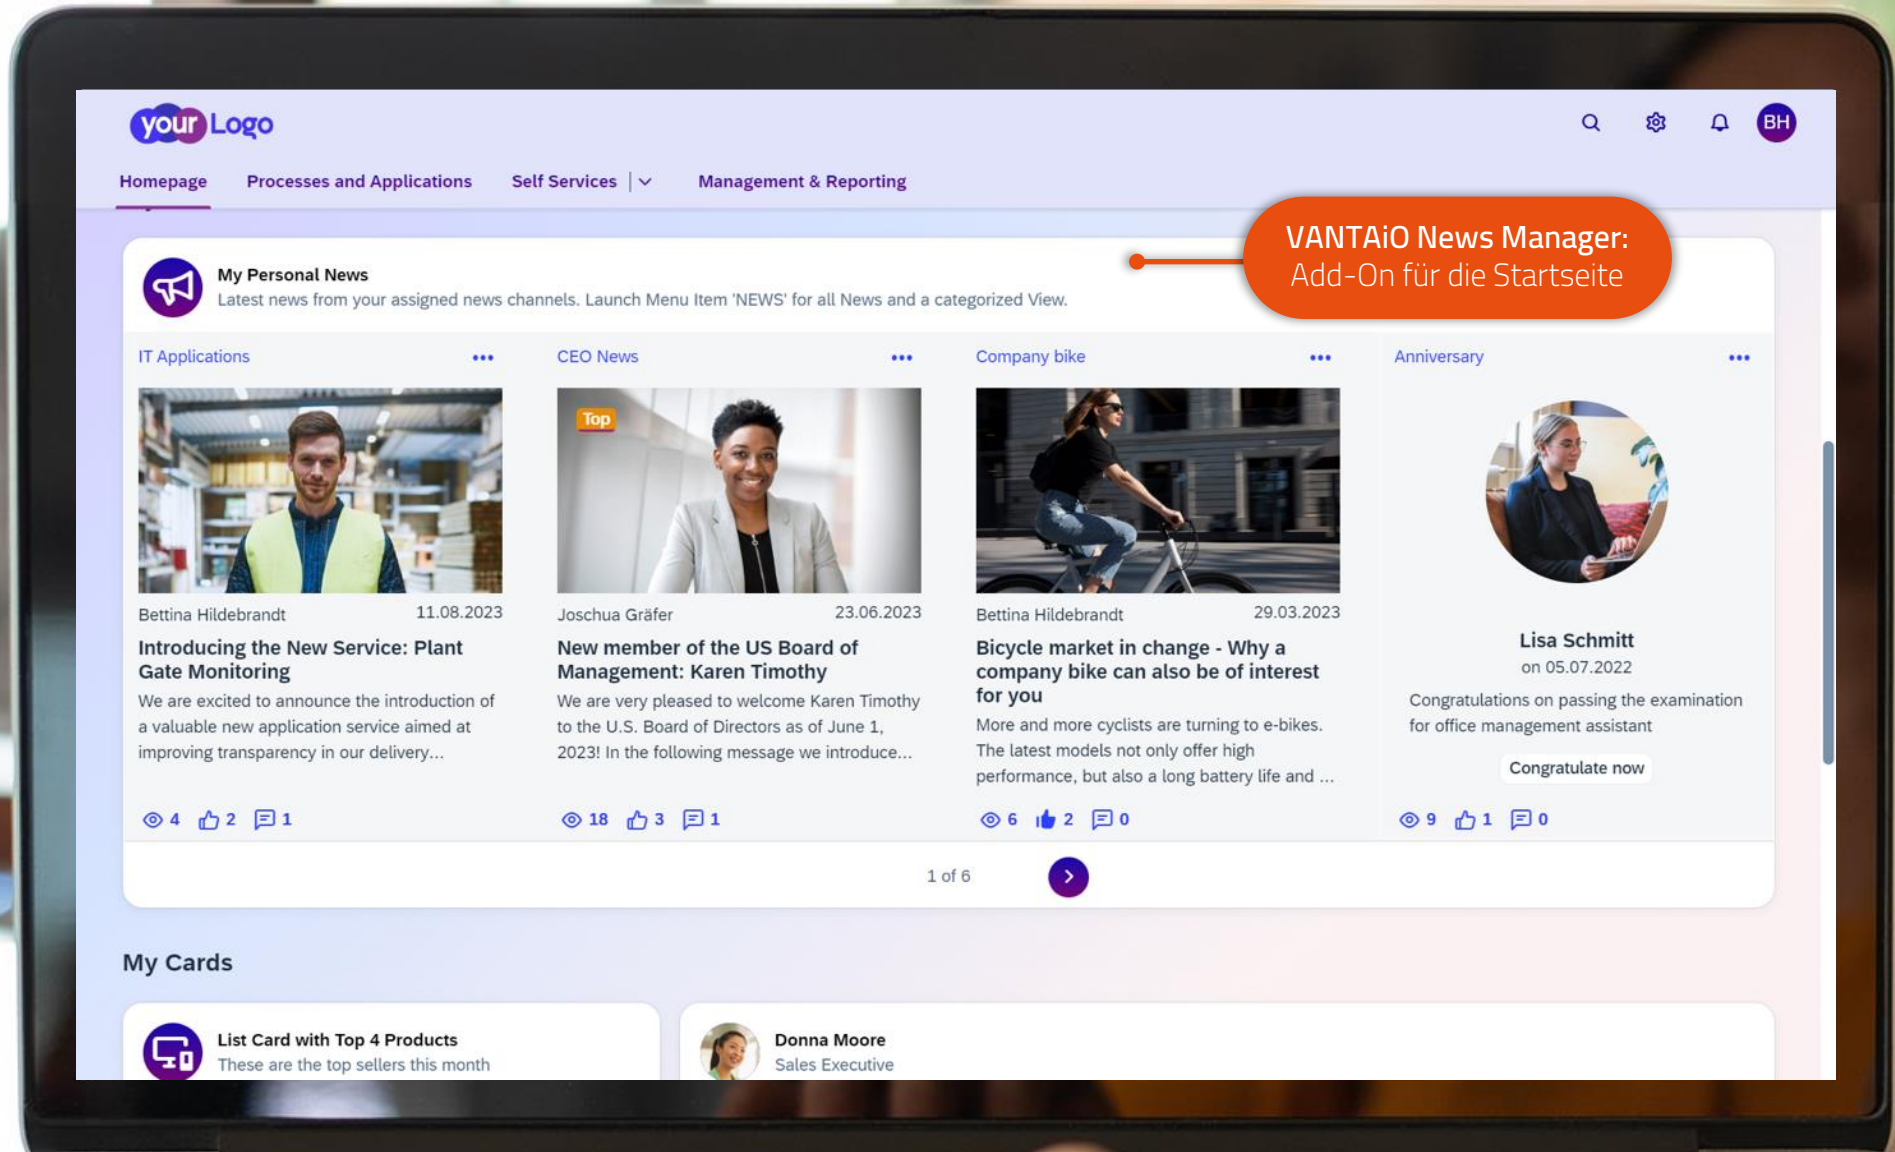 your Logo
BH
Homepage
Processes and Applications
Self Services
Management & Reporting
VANTAiO News Manager:
Add-On für die Startseite
My Personal News
Latest news from your assigned news channels. Launch Menu Item 'NEWS' for all News and a categorized View.
IT Applications
Bettina Hildebrandt 11.08.2023
Introducing the New Service: Plant
Gate Monitoring
We are excited to announce the introduction of
a valuable new application service aimed at
improving transparency in our delivery...
4 2 1
CEO News
Top
Joschua Gräfer 23.06.2023
New member of the US Board of
Management: Karen Timothy
We are very pleased to welcome Karen Timothy
to the U.S. Board of Directors as of June 1,
2023! In the following message we introduce...
18 3 1
Company bike
Bettina Hildebrandt 29.03.2023
Bicycle market in change - Why a
company bike can also be of interest
for you
More and more cyclists are turning to e-bikes.
The latest models not only offer high
performance, but also a long battery life and ...
6 2 0
Anniversary
Lisa Schmitt
on 05.07.2022
Congratulations on passing the examination
for office management assistant
Congratulate now
9 1 0
1 of 6
My Cards
List Card with Top 4 Products
These are the top sellers this month
Donna Moore
Sales Executive